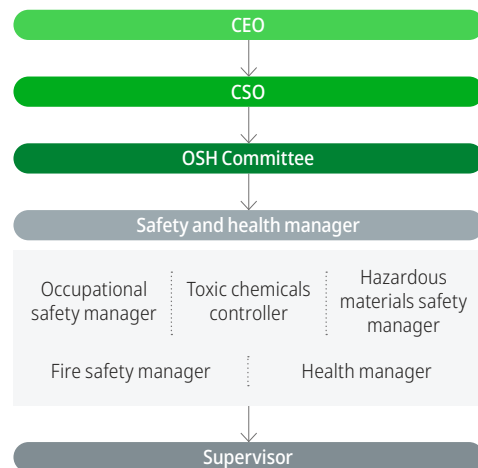 CEO
CSO
OSH Committee
Safety and health manager
Occupational
safety manager
Toxic chemicals
controller
Hazardous
materials safety
manager
Fire safety manager
Health manager
Supervisor